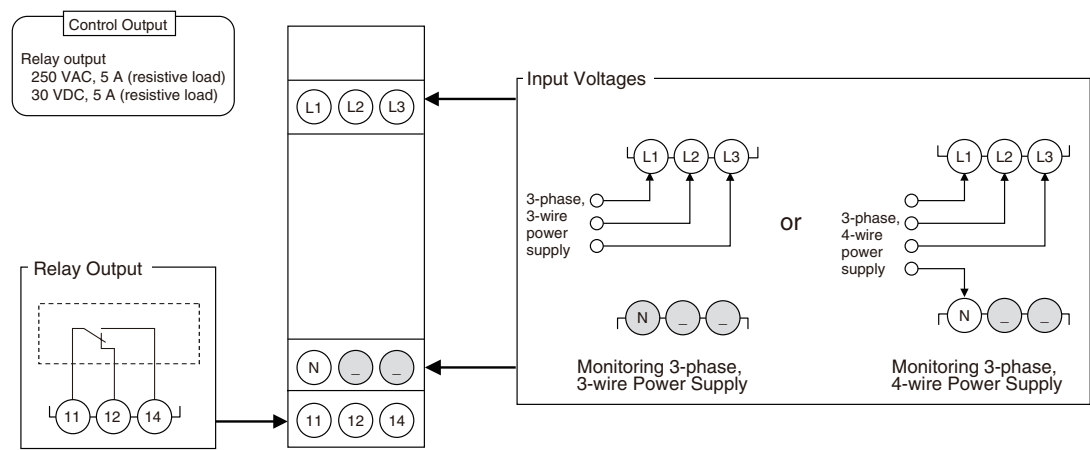 Control Output
Relay output
250 VAC, 5 A (resistive load)
30 VDC, 5 A (resistive load)
L1 L2 L3
Input Voltages
L1 L2 L3
3-phase,
3-wire
power
supply
or
L1 L2 L3
3-phase,
4-wire
power
supply
N _ _
Monitoring 3-phase,
3-wire Power Supply
N _ _
Monitoring 3-phase,
4-wire Power Supply
Relay Output
11 12 14
N _ _
11 12 14